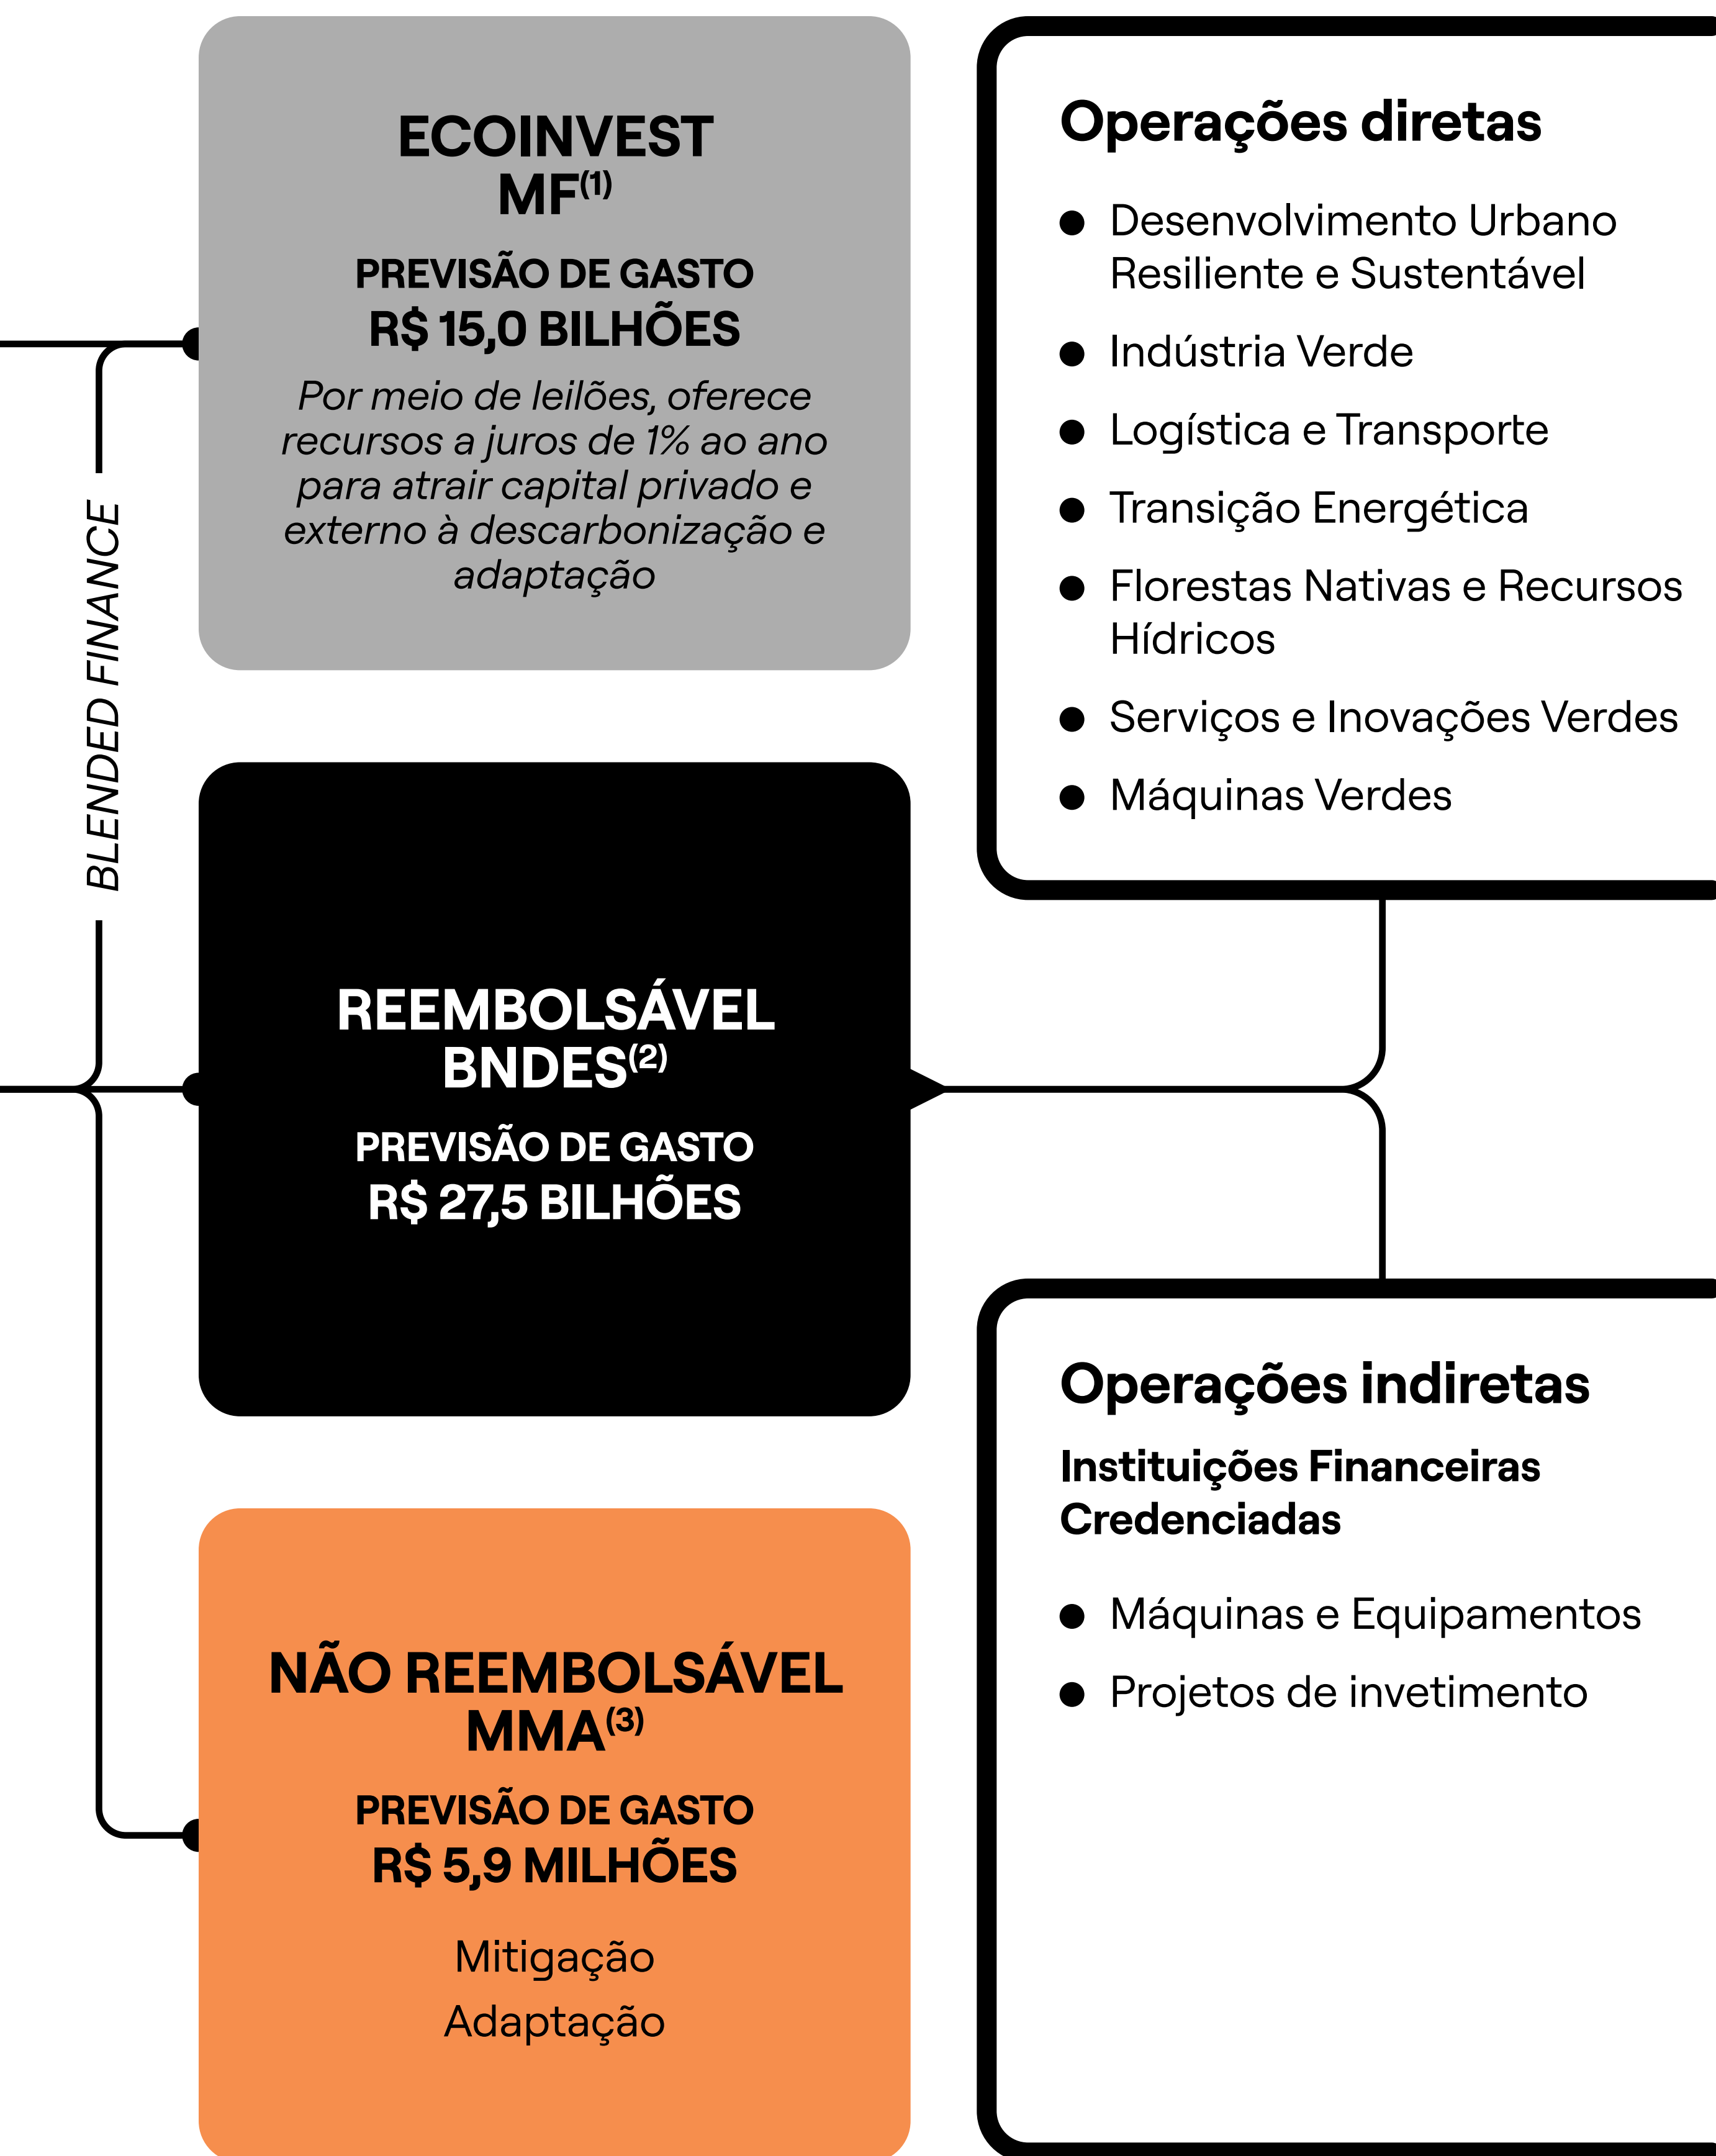 BLENDED FINANCE
ECOINVEST
MF(1)
PREVISÃO DE GASTO
R$ 15,0 BILHÕES
Por meio de leilões, oferece
recursos a juros de 1% ao ano
para atrair capital privado e
externo à descarbonização e
adaptação
REEMBOLSÁVEL
BNDES(2)
PREVISÃO DE GASTO
R$ 27,5 BILHÕES
NÃO REEMBOLSÁVEL
MMA(3)
PREVISÃO DE GASTO
R$ 5,9 MILHÕES
Mitigação
Adaptação
Operações diretas
● Desenvolvimento Urbano
Resiliente e Sustentável
● Indústria Verde
● Logística e Transporte
● Transição Energética
● Florestas Nativas e Recursos
Hídricos
● Serviços e Inovações Verdes
● Máquinas Verdes
Operações indiretas
Instituições Financeiras
Credenciadas
● Máquinas e Equipamentos
● Projetos de invetimento